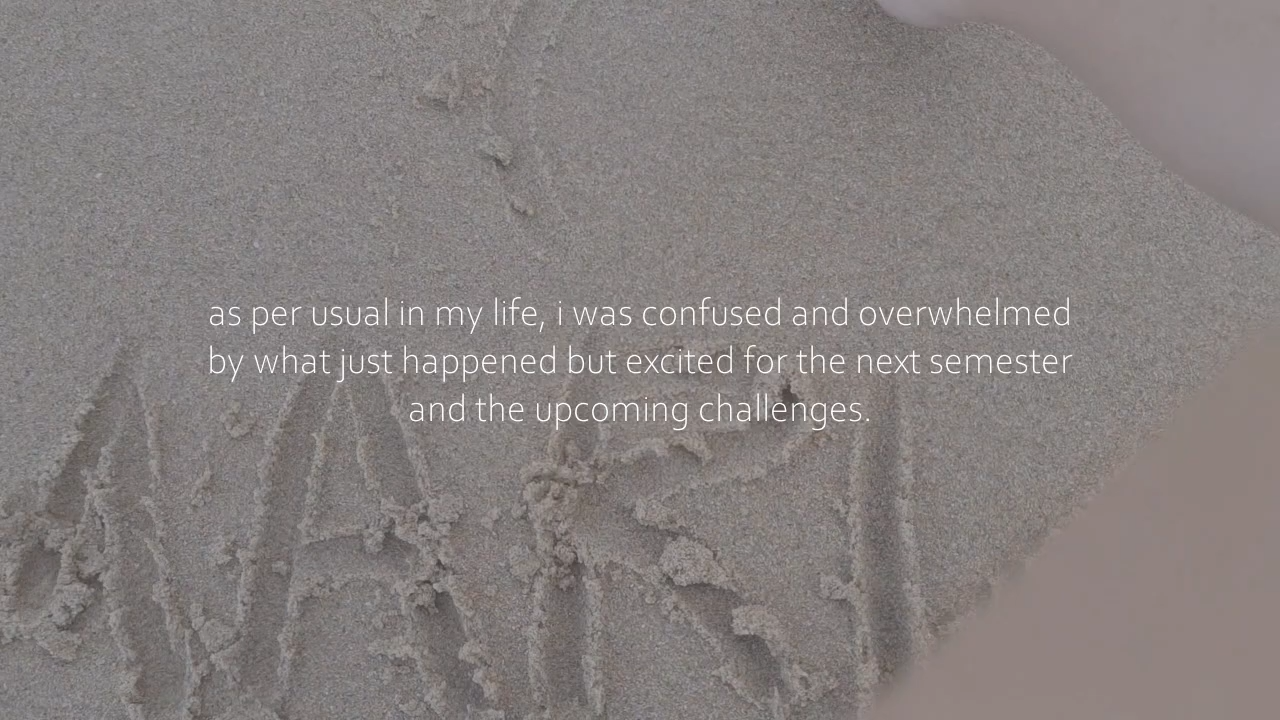 as per usual in my life, i was confused and overwhelmed
by what just happened but excited for the next semester
and the upcoming challenges.